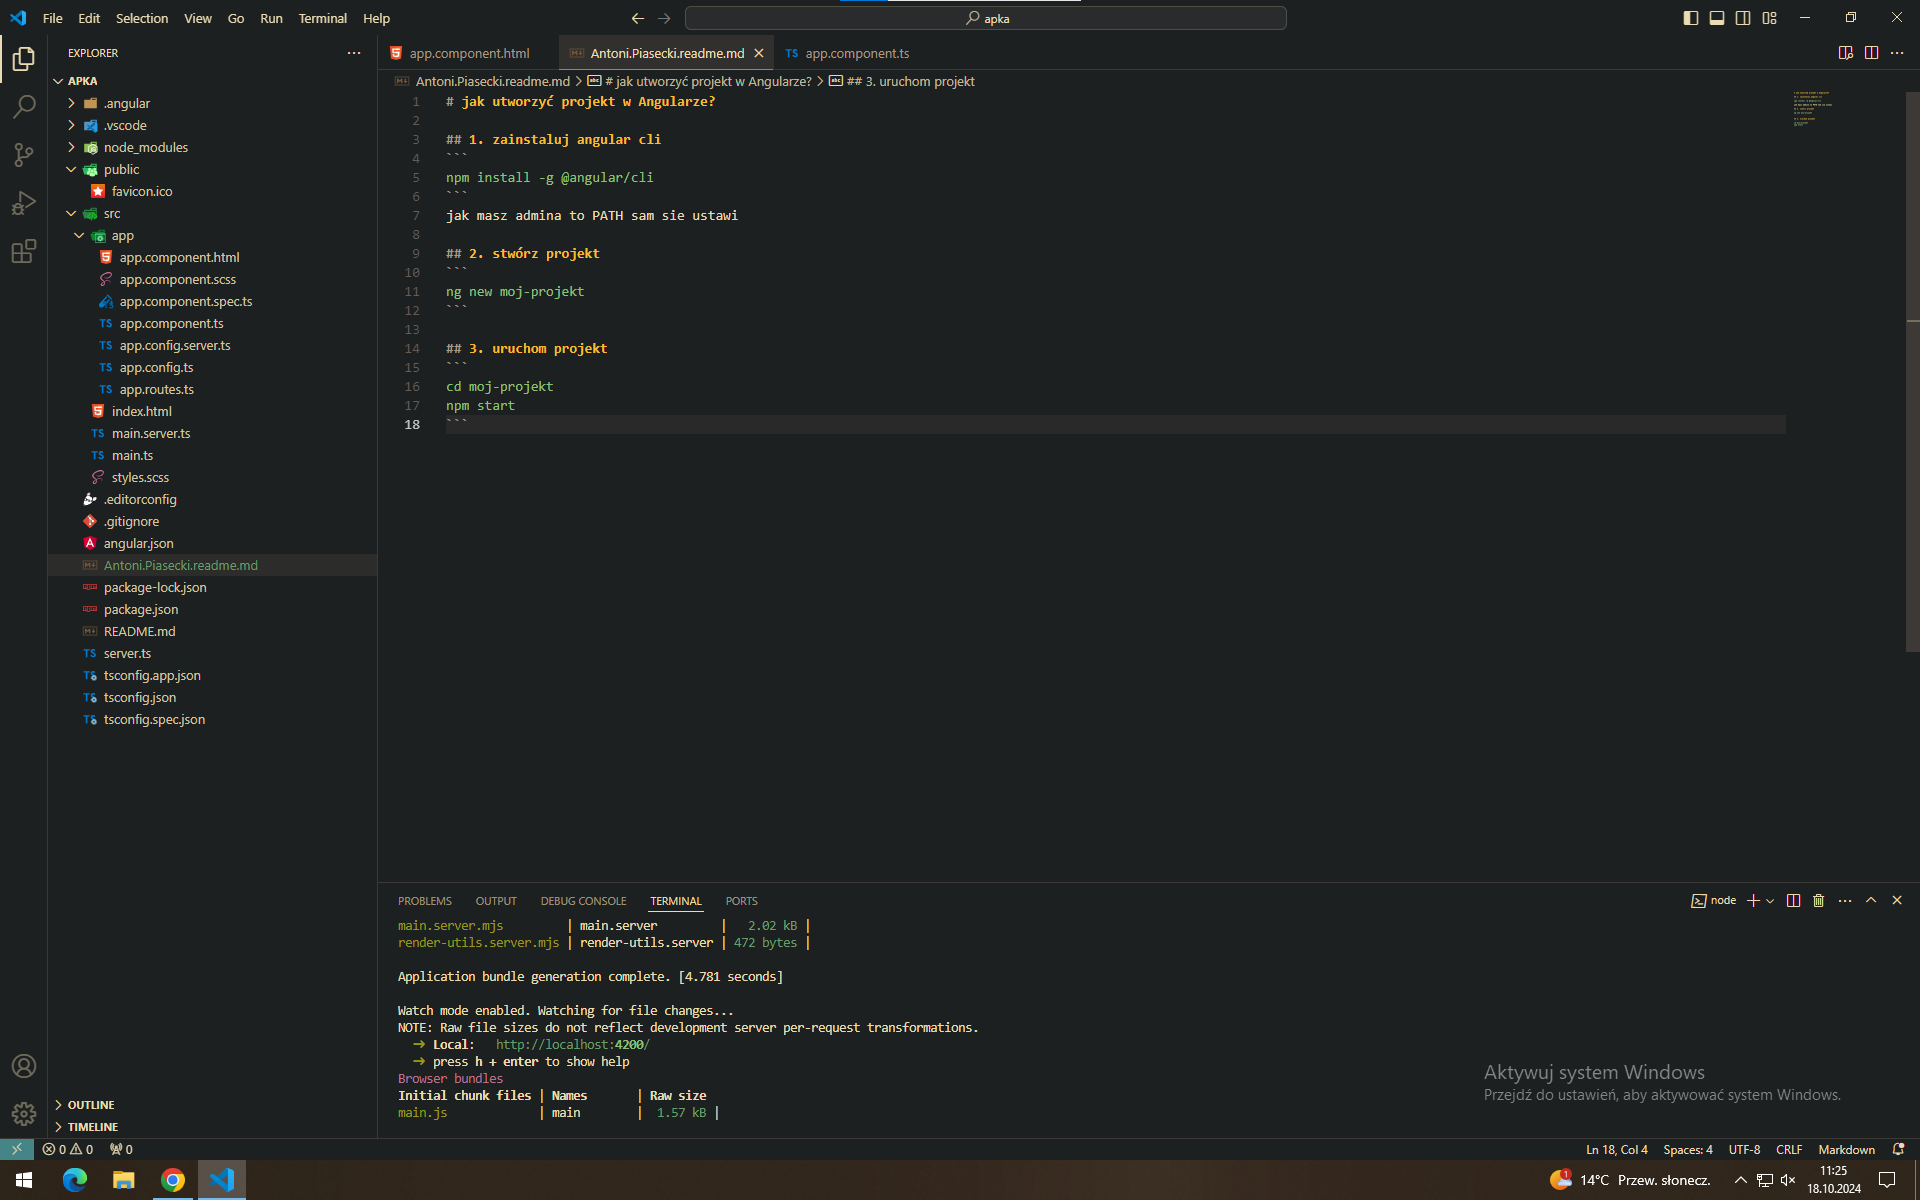 File Edit Selection View Go Run Terminal Help
apka
EXPLORER
APKA
.angular
.vscode
node_modules
public
favicon.ico
src
app
app.component.html
app.component.scss
app.component.spec.ts
TS app.component.ts
TS app.config.server.ts
TS app.config.ts
TS app.routes.ts
index.html
TS main.server.ts
TS main.ts
styles.scss
.editorconfig
.gitignore
angular.json
Antoni.Piasecki.readme.md
package-lock.json
package.json
README.md
TS server.ts
TS tsconfig.app.json
TS tsconfig.json
TS tsconfig.spec.json
OUTLINE
TIMELINE
app.component.html Antoni.Piasecki.readme.md TS app.component.ts
Antoni.Piasecki.readme.md > # jak utworzyć projekt w Angularze? > ## 3. uruchom projekt
1 # jak utworzyć projekt w Angularze?
2
3 ## 1. zainstaluj angular cli
4 ```
5 npm install -g @angular/cli
6 ```
7 jak masz admina to PATH sam sie ustawi
8
9 ## 2. stwórz projekt
10 ```
11 ng new moj-projekt
12 ```
13
14 ## 3. uruchom projekt
15 ```
16 cd moj-projekt
17 npm start
18 ```
PROBLEMS OUTPUT DEBUG CONSOLE TERMINAL PORTS
node
main.server.mjs | main.server | 2.02 kB |
render-utils.server.mjs | render-utils.server | 472 bytes |
Application bundle generation complete. [4.781 seconds]
Watch mode enabled. Watching for file changes...
NOTE: Raw file sizes do not reflect development server per-request transformations.
➜ Local: http://localhost:4200/
➜ press h + enter to show help
Browser bundles
Initial chunk files | Names | Raw size
main.js | main | 1.57 kB |
Aktywuj system Windows
Przejdź do ustawień, aby aktywować system Windows.
0 0 0
Ln 18, Col 4 Spaces: 4 UTF-8 CRLF Markdown
1 14°C Przew. słonecz.
11:25
18.10.2024